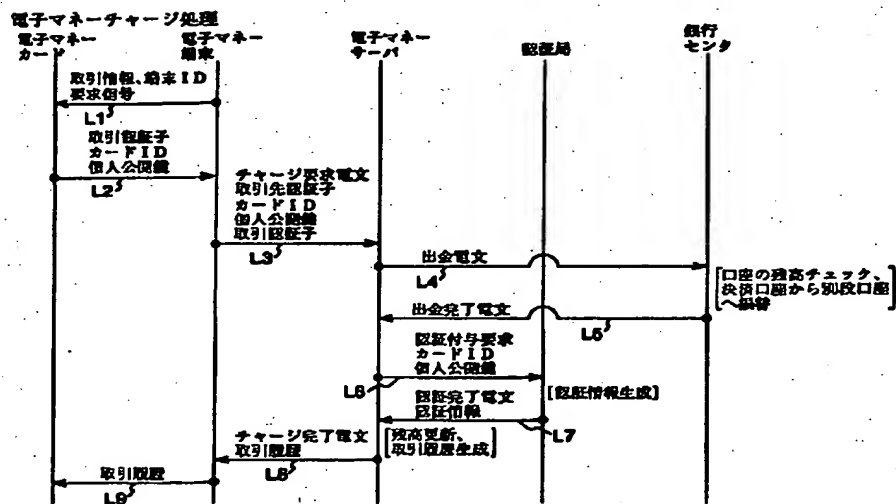 電子マネーチャージ処理
電子マネー
カード
電子マネー
端末
電子マネー
サーバ
認証局
銀行
センタ
取引情報、端末ID
要求信号
L1
取引認証子
カードID
個人公開鍵
L2
チャージ要求電文
取引先認証子
カードID
個人公開鍵
取引認証子
L3
出金電文
L4
[口座の残高チェック、
決済口座から別段口座
へ振替]
出金完了電文
L5
認証付与要求
カードID
個人公開鍵
L6
[認証情報生成]
認証完了電文
認証情報
L7
[残高更新、
取引履歴生成]
チャージ完了電文
取引履歴
L8
取引履歴
L9